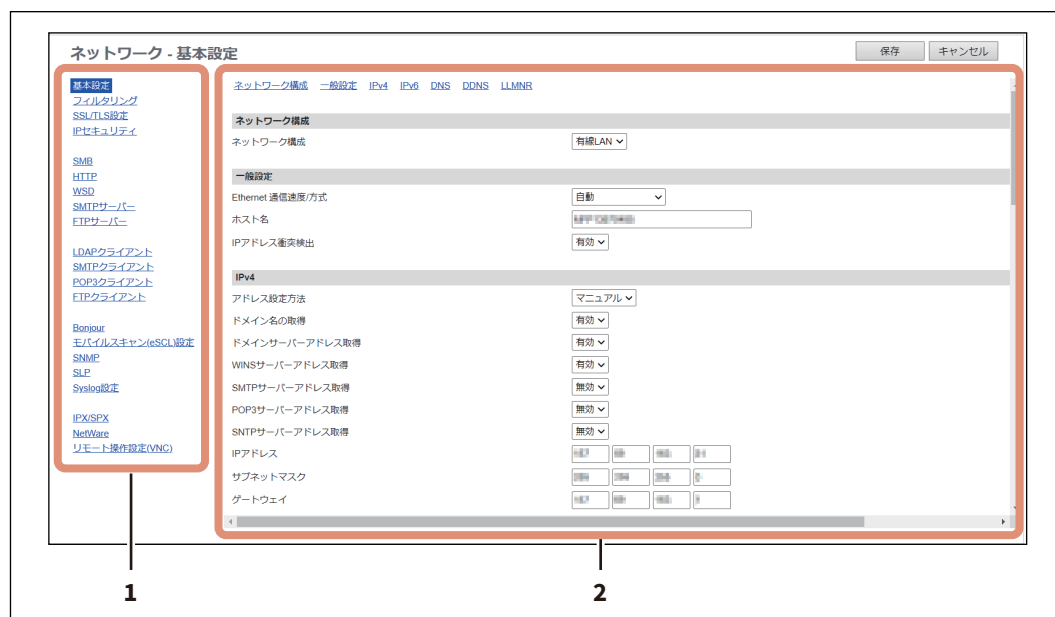 ネットワーク - 基本設定
保存 キャンセル
基本設定
フィルタリング
SSL/TLS設定
IPセキュリティ
SMB
HTTP
WSD
SMTPサーバー
FTPサーバー
LDAPクライアント
SMTPクライアント
POP3クライアント
FTPクライアント
Bonjour
モバイルスキャン(eSCL)設定
SNMP
SLP
Syslog設定
IPX/SPX
NetWare
リモート操作設定(VNC)
ネットワーク構成 一般設定 IPv4 IPv6 DNS DDNS LLMNR
ネットワーク構成
ネットワーク構成 有線LAN
一般設定
Ethernet 通信速度/方式 自動
ホスト名
IPアドレス衝突検出 有効
IPv4
アドレス設定方法 マニュアル
ドメイン名の取得 有効
ドメインサーバーアドレス取得 有効
WINSサーバーアドレス取得 有効
SMTPサーバーアドレス取得 無効
POP3サーバーアドレス取得 無効
SNTPサーバーアドレス取得 無効
IPアドレス
サブネットマスク
ゲートウェイ
1 2